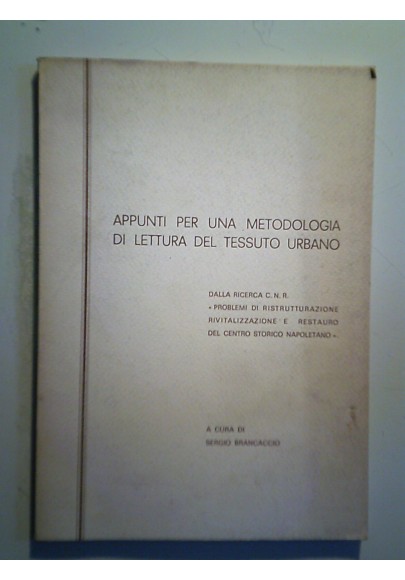 APPUNTI PER UNA METODOLOGIA
DI LETTURA DEL TESSUTO URBANO
DALLA RICERCA C. N. R.
« PROBLEMI DI RISTRUTTURAZIONE
RIVITALIZZAZIONE E RESTAURO
DEL CENTRO STORICO NAPOLETANO ».
A CURA DI
SERGIO BRANCACCIO